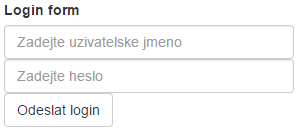 Login form
Zadejte uzivatelske jmeno
Zadejte heslo
Odeslat login